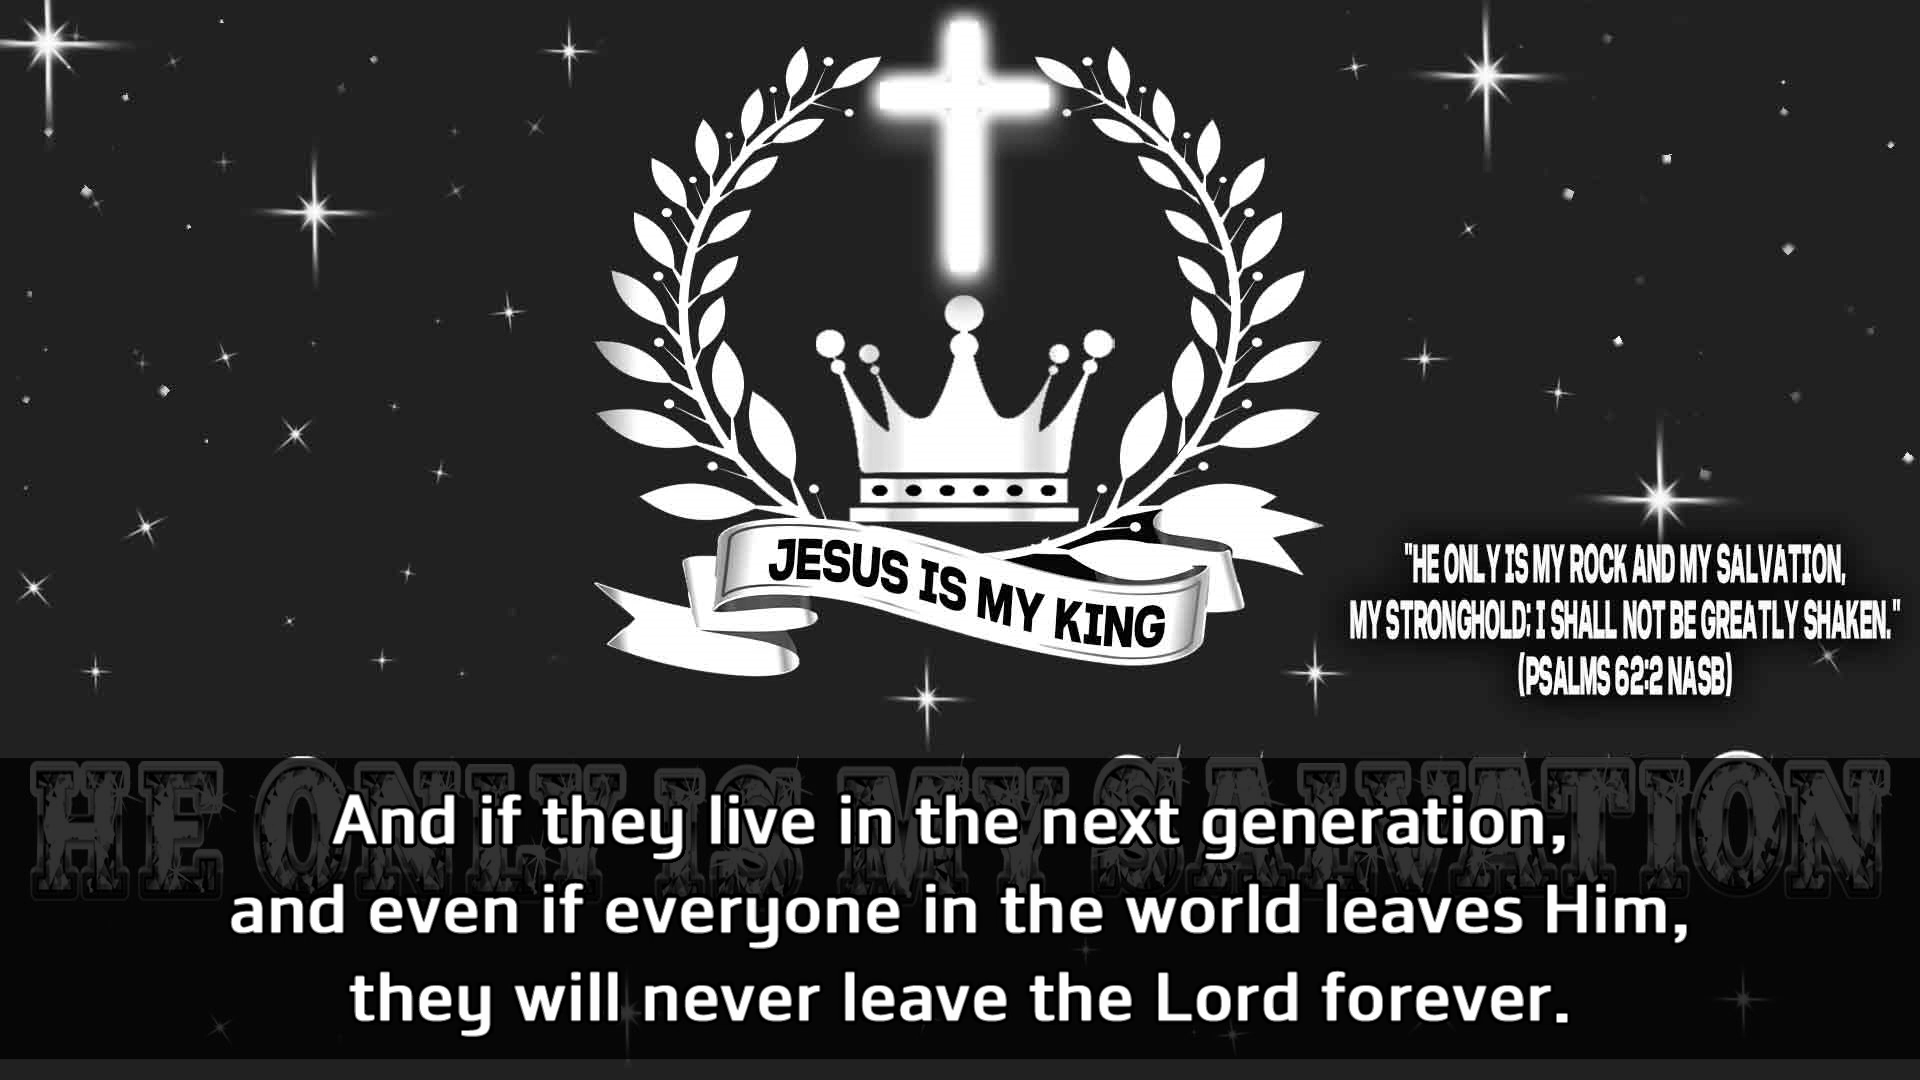 JESUS IS MY KING
"HE ONLY IS MY ROCK AND MY SALVATION,
MY STRONGHOLD; I SHALL NOT BE GREATLY SHAKEN."
(PSALMS 62:2 NASB)
HE ONLY IS MY SALVATION
And if they live in the next generation,
and even if everyone in the world leaves Him,
they will never leave the Lord forever.